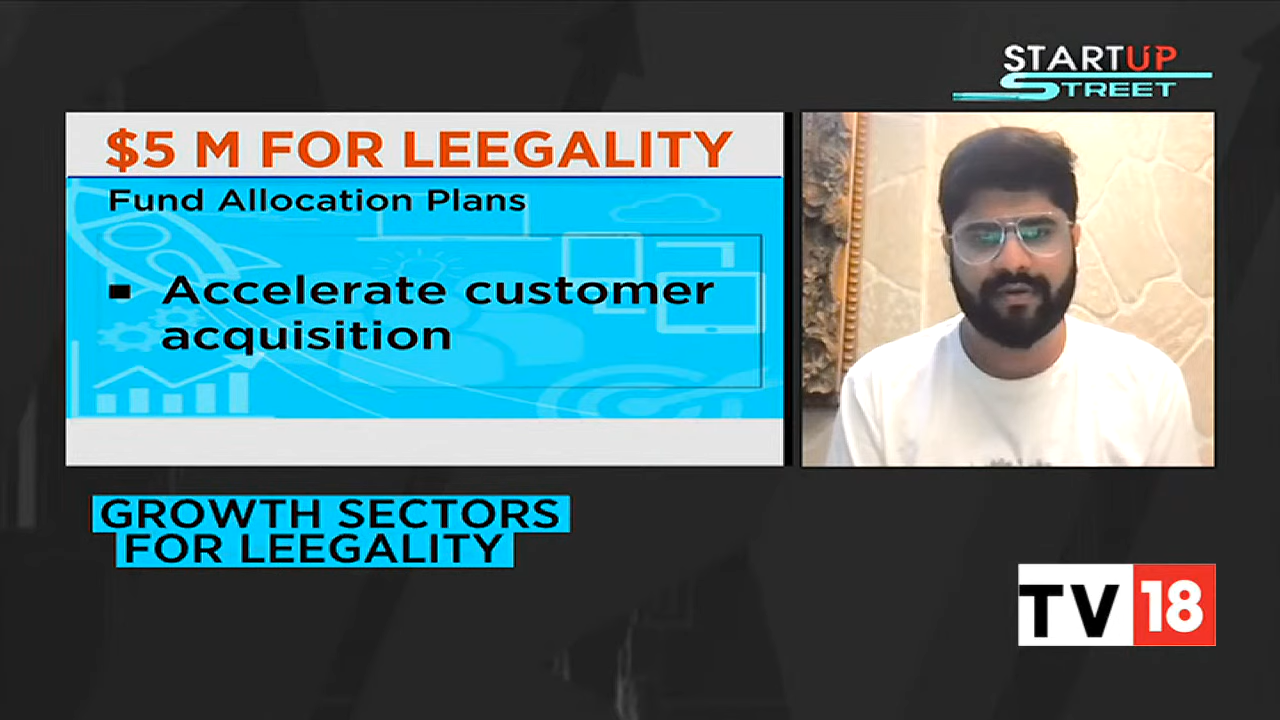 STARTUP
STREET
$5 M FOR LEEGALITY
Fund Allocation Plans
▪ Accelerate customer
acquisition
GROWTH SECTORS
FOR LEEGALITY
TV18